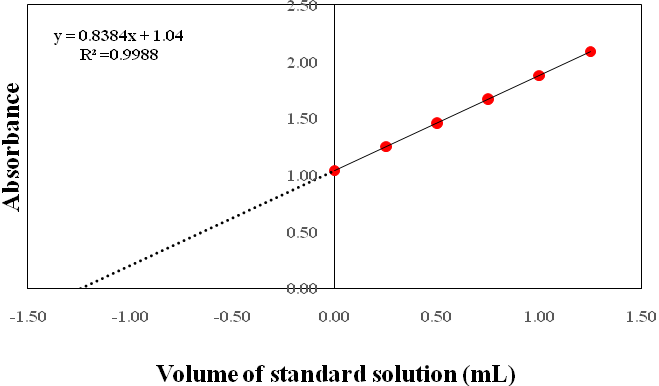 2.50
y = 0.8384x + 1.04
R² =0.9988
2.00
1.50
1.00
0.50
0.00
Absorbance
-1.50 -1.00 -0.50 0.00 0.50 1.00 1.50
Volume of standard solution (mL)